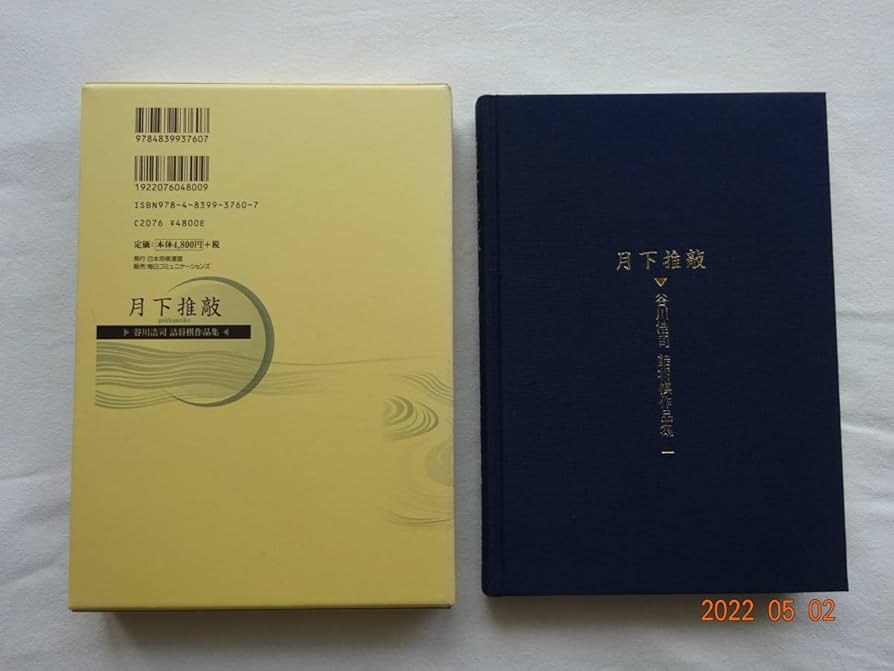 9784839937607
1922076048009
ISBN978-4-8399-3760-7
C2076 ¥4800E
定価：本体4,800円＋税
発行：日本将棋連盟
販売：毎日コミュニケーションズ
月下推敲
gekkasuiko
谷川浩司 詰将棋作品集
月下推敲
谷川浩司 詰将棋作品集
2022 05 02